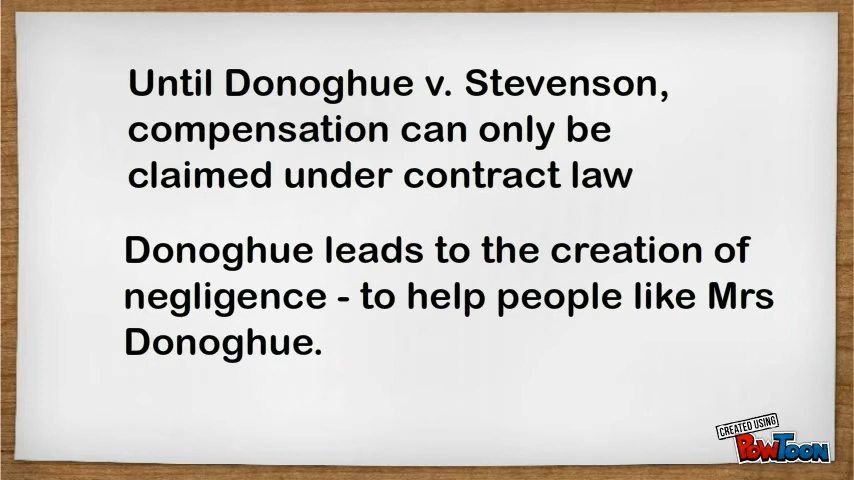 Until Donoghue v. Stevenson,
compensation can only be
claimed under contract law
Donoghue leads to the creation of
negligence - to help people like Mrs
Donoghue.
CREATED USING
POWTOON